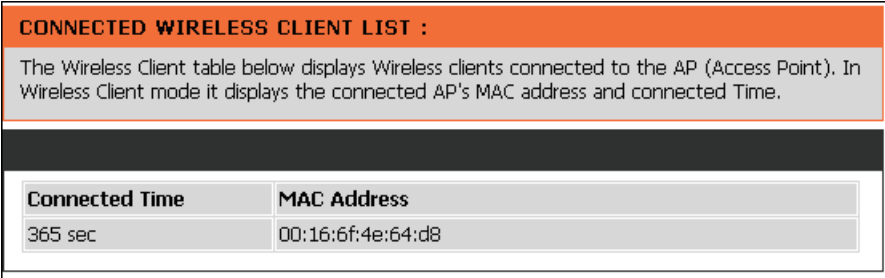 CONNECTED WIRELESS CLIENT LIST :
The Wireless Client table below displays Wireless clients connected to the AP (Access Point). In
Wireless Client mode it displays the connected AP's MAC address and connected Time.
Connected Time MAC Address
365 sec 00:16:6f:4e:64:d8